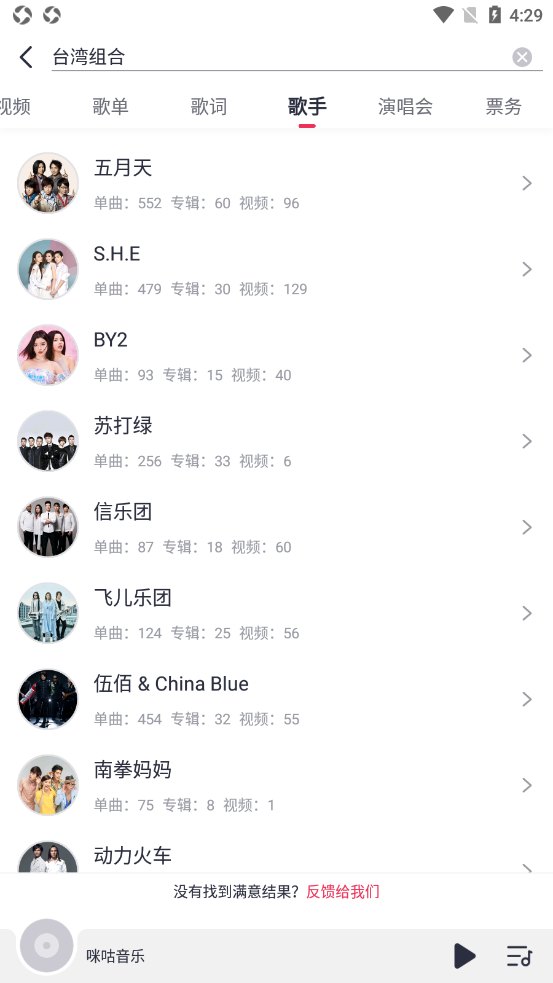 4:29
台湾组合
视频 歌单 歌词 歌手 演唱会 票务
五月天
单曲：552 专辑：60 视频：96
S.H.E
单曲：479 专辑：30 视频：129
BY2
单曲：93 专辑：15 视频：40
苏打绿
单曲：256 专辑：33 视频：6
信乐团
单曲：87 专辑：18 视频：60
飞儿乐团
单曲：124 专辑：25 视频：56
伍佰 & China Blue
单曲：454 专辑：32 视频：55
南拳妈妈
单曲：75 专辑：8 视频：1
动力火车
没有找到满意结果？反馈给我们
咪咕音乐